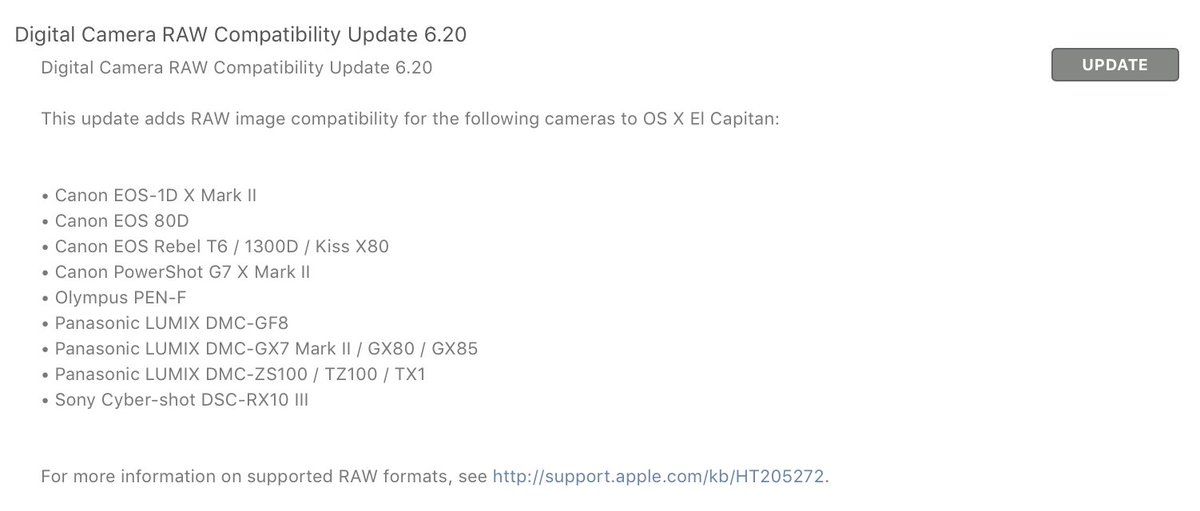 Digital Camera RAW Compatibility Update 6.20
Digital Camera RAW Compatibility Update 6.20
UPDATE
This update adds RAW image compatibility for the following cameras to OS X El Capitan:
• Canon EOS-1D X Mark II
• Canon EOS 80D
• Canon EOS Rebel T6 / 1300D / Kiss X80
• Canon PowerShot G7 X Mark II
• Olympus PEN-F
• Panasonic LUMIX DMC-GF8
• Panasonic LUMIX DMC-GX7 Mark II / GX80 / GX85
• Panasonic LUMIX DMC-ZS100 / TZ100 / TX1
• Sony Cyber-shot DSC-RX10 III
For more information on supported RAW formats, see http://support.apple.com/kb/HT205272.